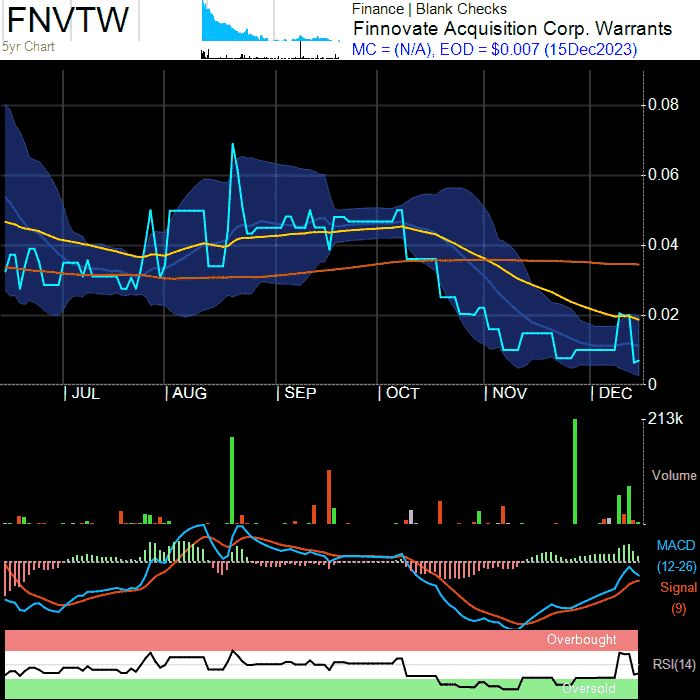 FNVTW
5yr Chart
Finance | Blank Checks
Finnovate Acquisition Corp. Warrants
MC = (N/A), EOD = $0.007 (15Dec2023)
0.08
0.06
0.04
0.02
0
| JUL | AUG | SEP | OCT | NOV | DEC
213k
Volume
MACD
(12-26)
Signal
(9)
Overbought
RSI(14)
Oversold